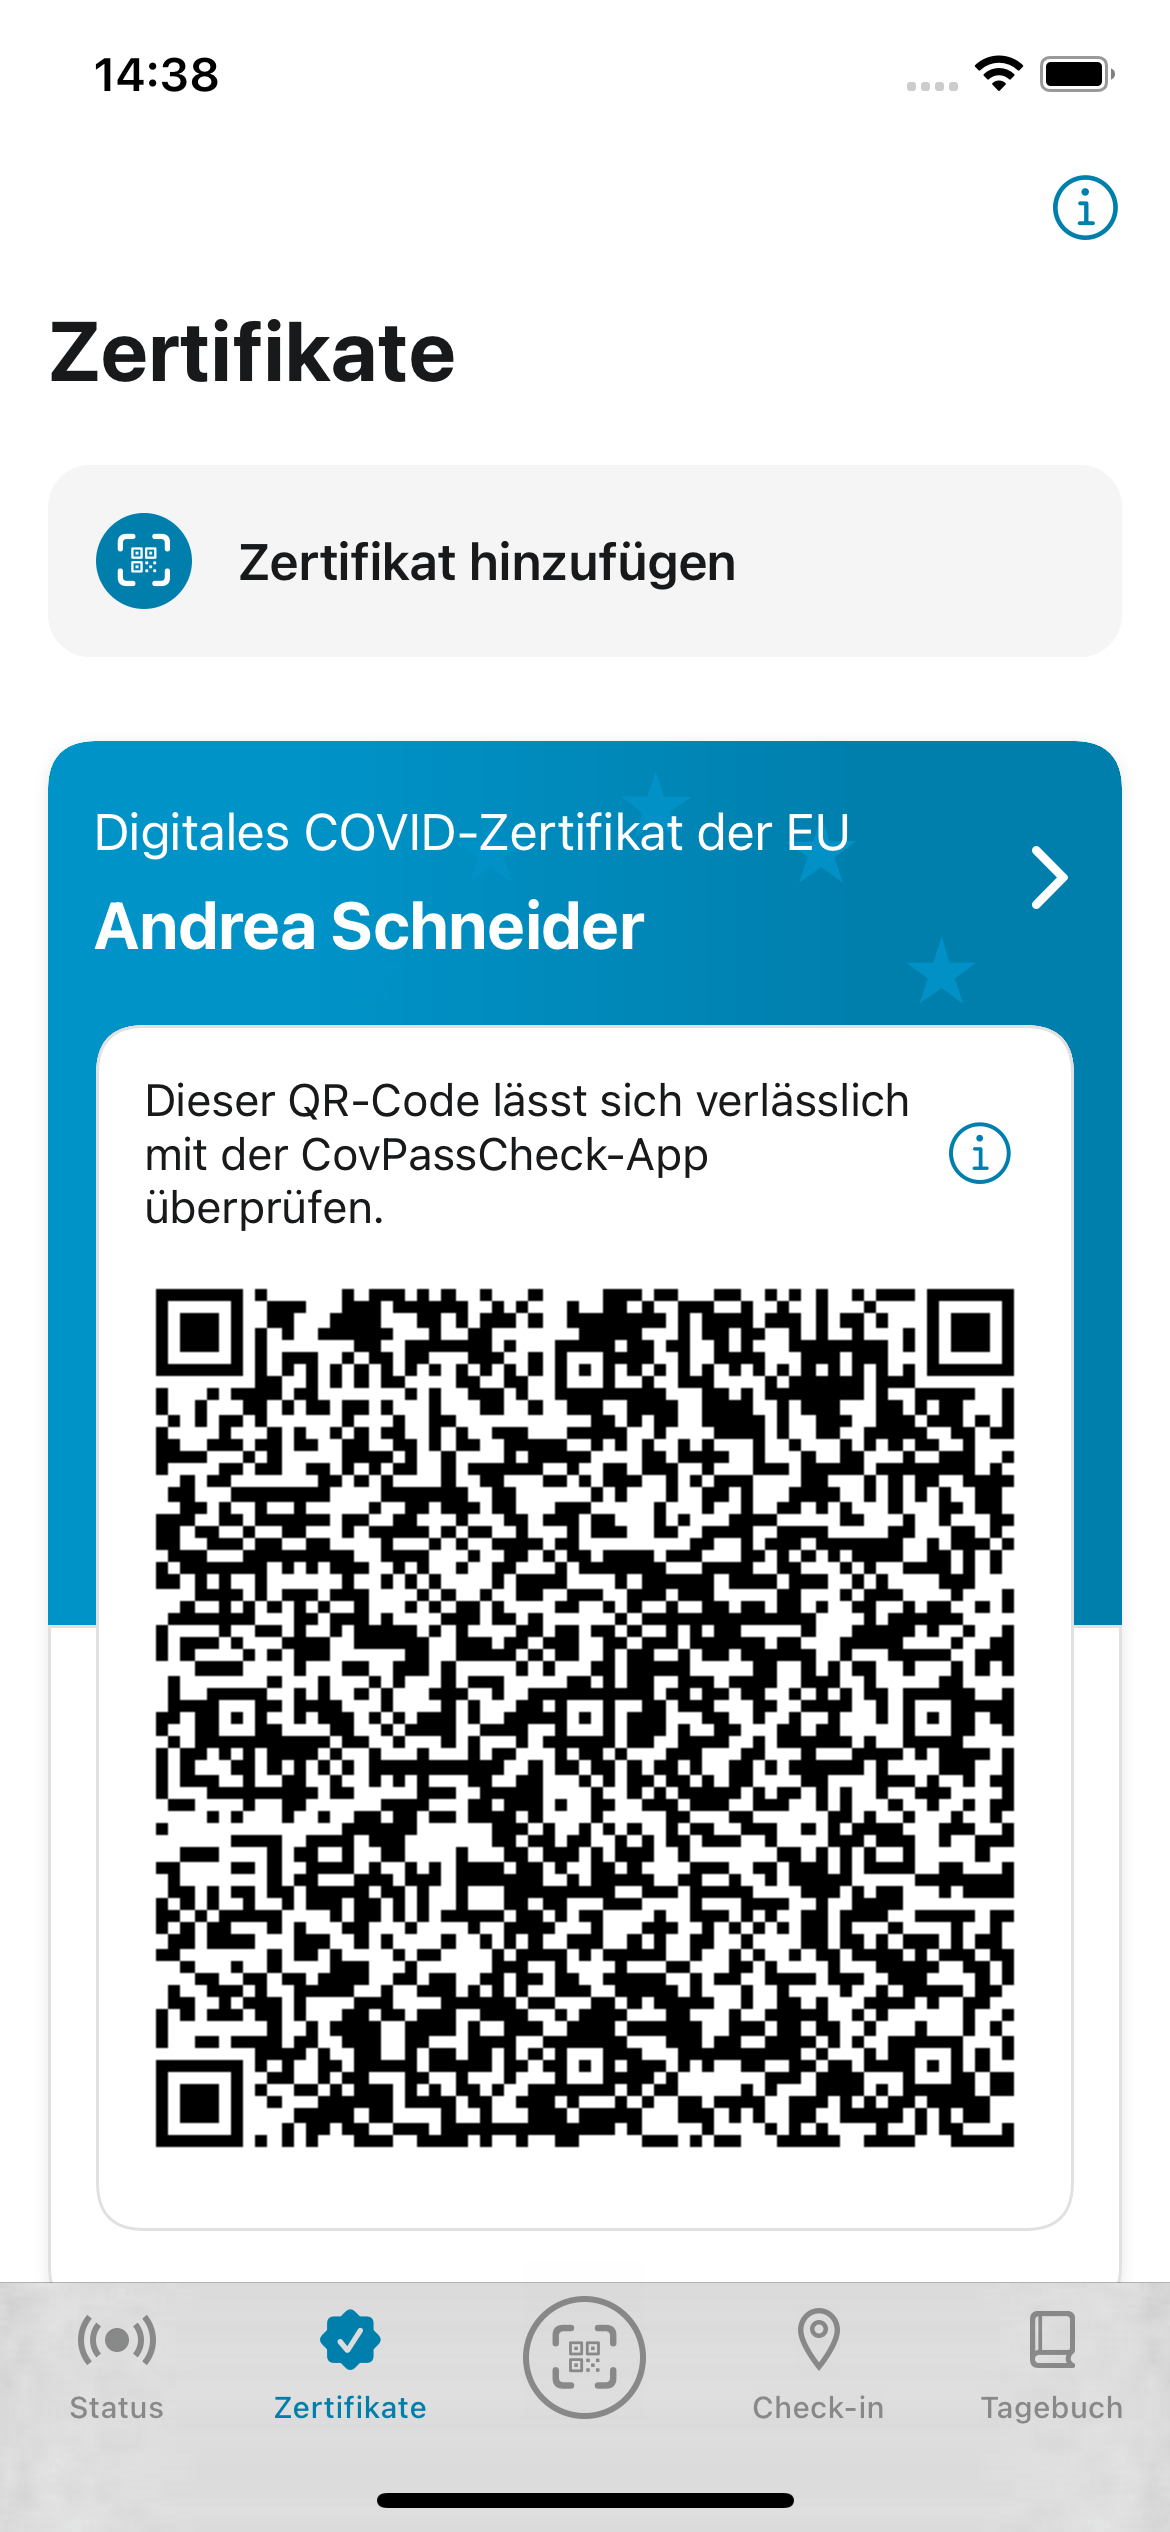 14:38
Zertifikate
Zertifikat hinzufügen
Digitales COVID-Zertifikat der EU
Andrea Schneider
Dieser QR-Code lässt sich verlässlich
mit der CovPassCheck-App
überprüfen.
Status
Zertifikate
Check-in
Tagebuch